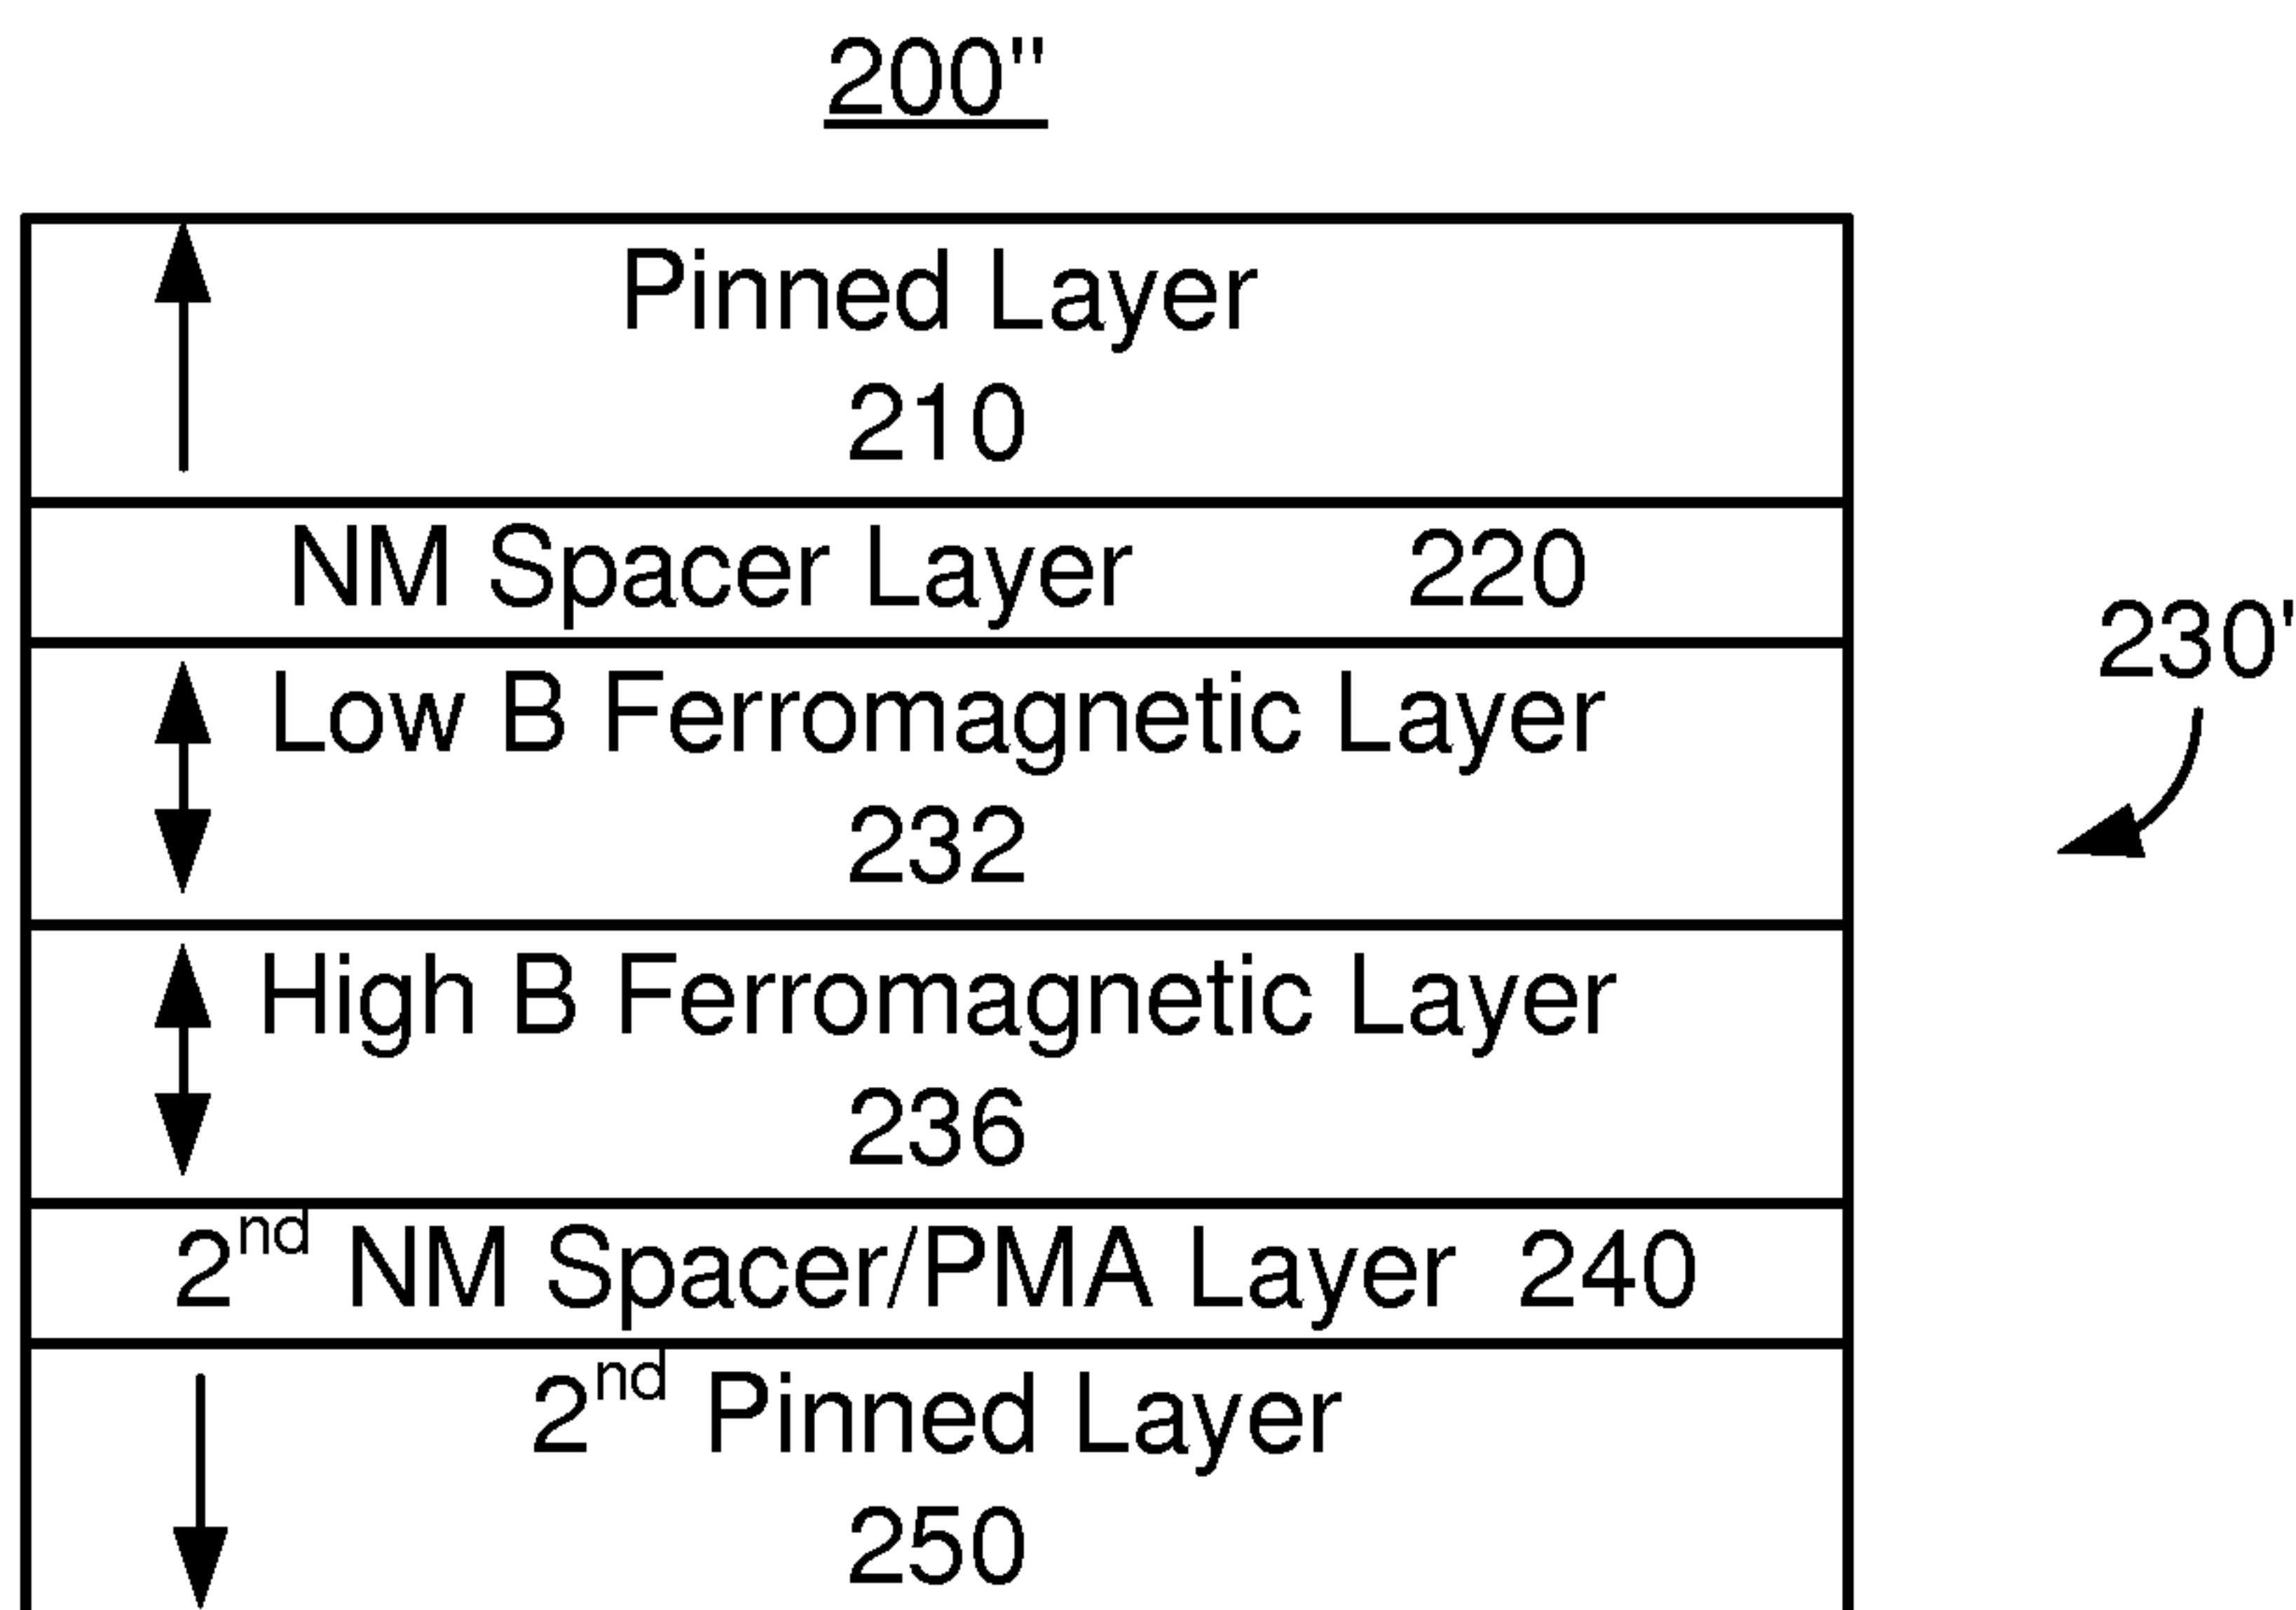 200"
Pinned Layer
210
NM Spacer Layer 220
230'
Low B Ferromagnetic Layer
232
High B Ferromagnetic Layer
236
2nd NM Spacer/PMA Layer 240
2nd Pinned Layer
250